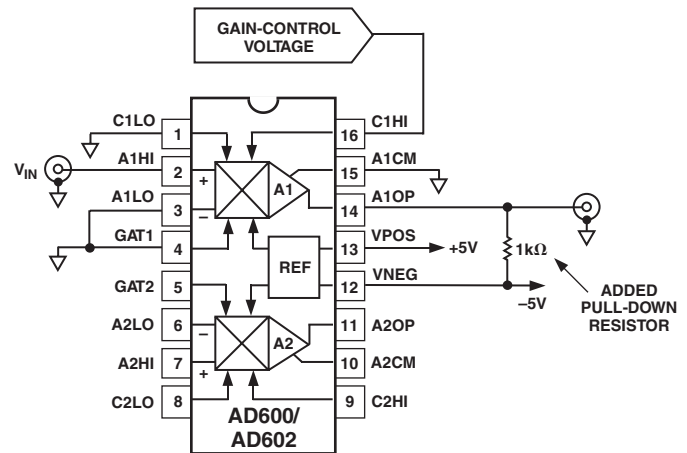 GAIN-CONTROL
VOLTAGE
C1LO
1
16
C1HI
VIN
A1HI
2
+
A1
15
A1CM
A1LO
3
–
14
A1OP
GAT1
4
REF
13
VPOS
+5V
1kΩ
GAT2
5
12
VNEG
–5V
ADDED
PULL-DOWN
RESISTOR
A2LO
6
–
A2
11
A2OP
A2HI
7
+
10
A2CM
C2LO
8
9
C2HI
AD600/
AD602